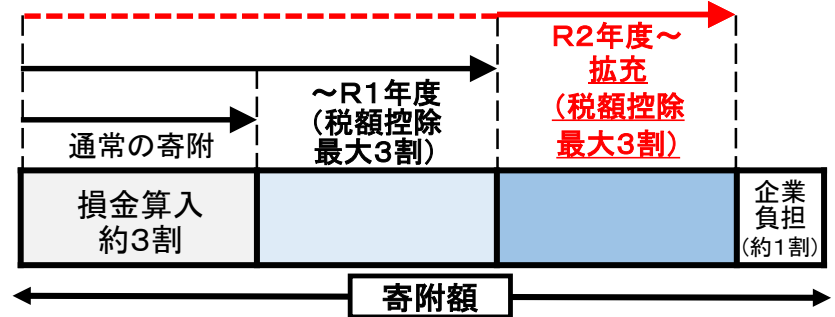 R2年度～
拡充
(税額控除
最大3割)
～R1年度
(税額控除
最大3割)
通常の寄附
損金算入
約3割
企業
負担
(約1割)
寄附額